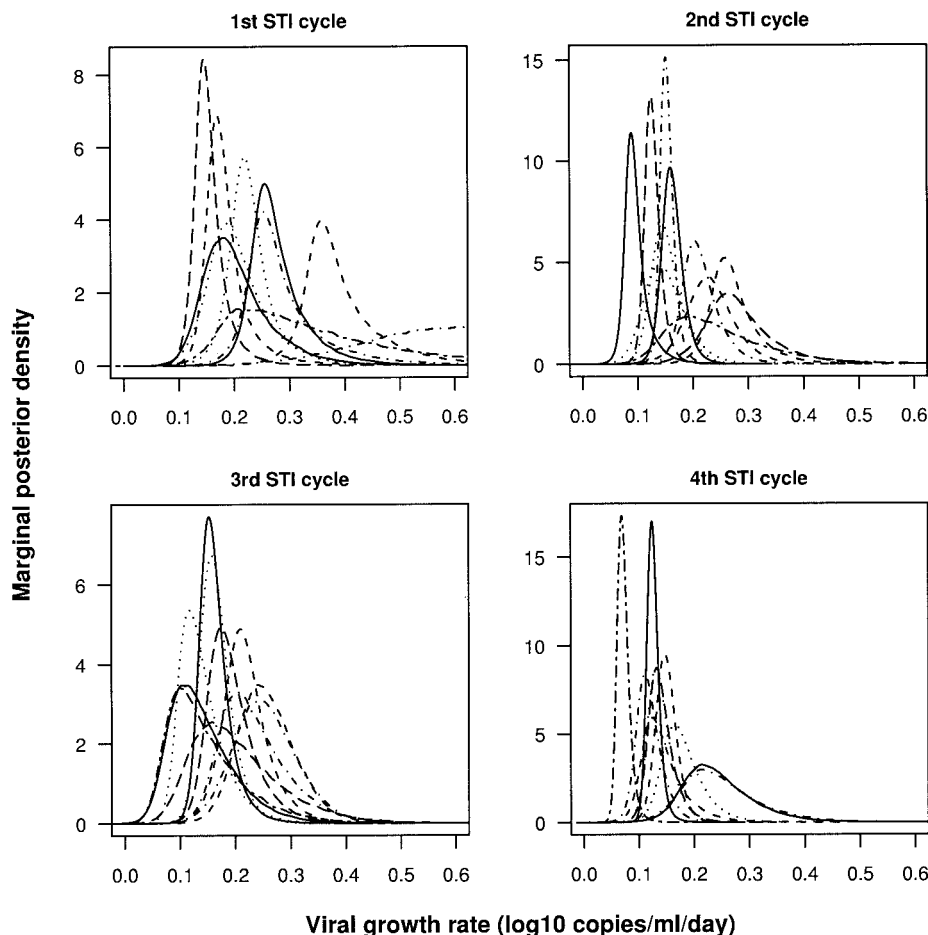 1st STI cycle
8
6
4
2
0
0.0 0.1 0.2 0.3 0.4 0.5 0.6
2nd STI cycle
15
10
5
0
0.0 0.1 0.2 0.3 0.4 0.5 0.6
Marginal posterior density
3rd STI cycle
6
4
2
0
0.0 0.1 0.2 0.3 0.4 0.5 0.6
4th STI cycle
15
10
5
0
0.0 0.1 0.2 0.3 0.4 0.5 0.6
Viral growth rate (log10 copies/ml/day)